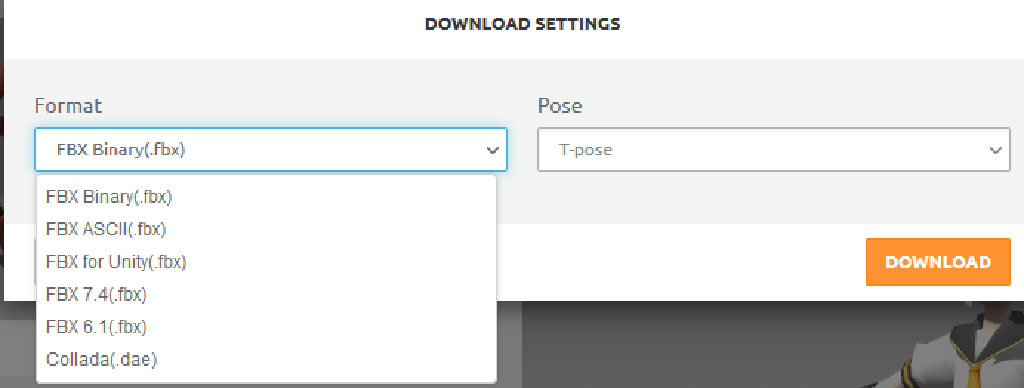 DOWNLOAD SETTINGS
Format
Pose
FBX Binary(.fbx)
T-pose
FBX Binary(.fbx)
FBX ASCII(.fbx)
FBX for Unity(.fbx)
FBX 7.4(.fbx)
FBX 6.1(.fbx)
Collada(.dae)
DOWNLOAD